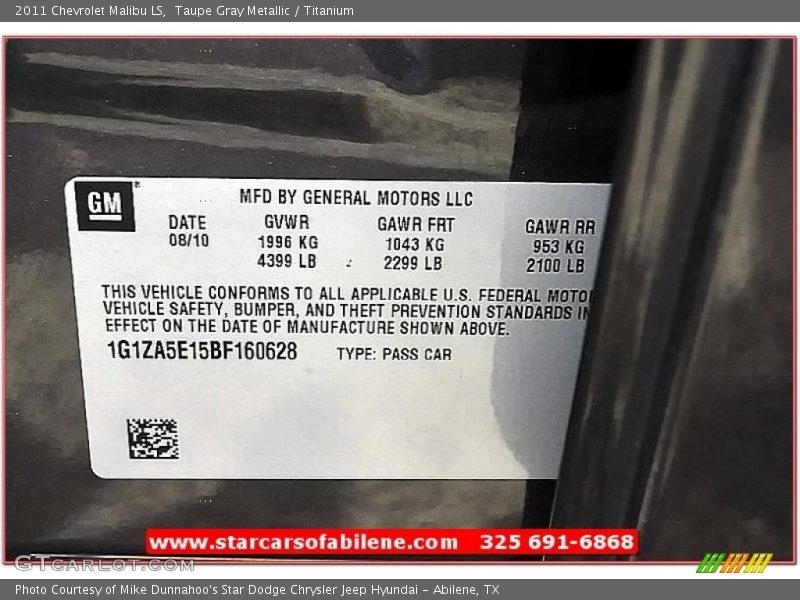 2011 Chevrolet Malibu LS, Taupe Gray Metallic / Titanium
GM
MFD BY GENERAL MOTORS LLC
DATE GVWR GAWR FRT GAWR RR
08/10 1996 KG 1043 KG 953 KG
4399 LB 2299 LB 2100 LB
THIS VEHICLE CONFORMS TO ALL APPLICABLE U.S. FEDERAL MOTO
VEHICLE SAFETY, BUMPER, AND THEFT PREVENTION STANDARDS IN
EFFECT ON THE DATE OF MANUFACTURE SHOWN ABOVE.
1G1ZA5E15BF160628 TYPE: PASS CAR
www.starcarsofabilene.com 325 691-6868
GTcarlot.com
Photo Courtesy of Mike Dunnahoo's Star Dodge Chrysler Jeep Hyundai - Abilene, TX